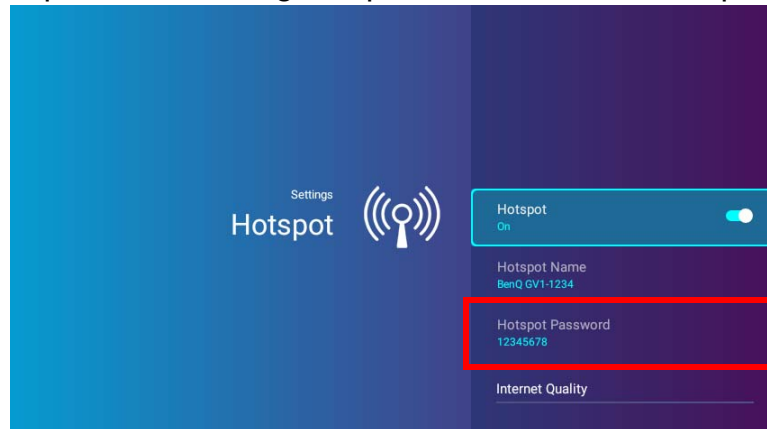 Settings
Hotspot
Hotspot
On
Hotspot Name
BenQ GV1-1234
Hotspot Password
12345678
Internet Quality